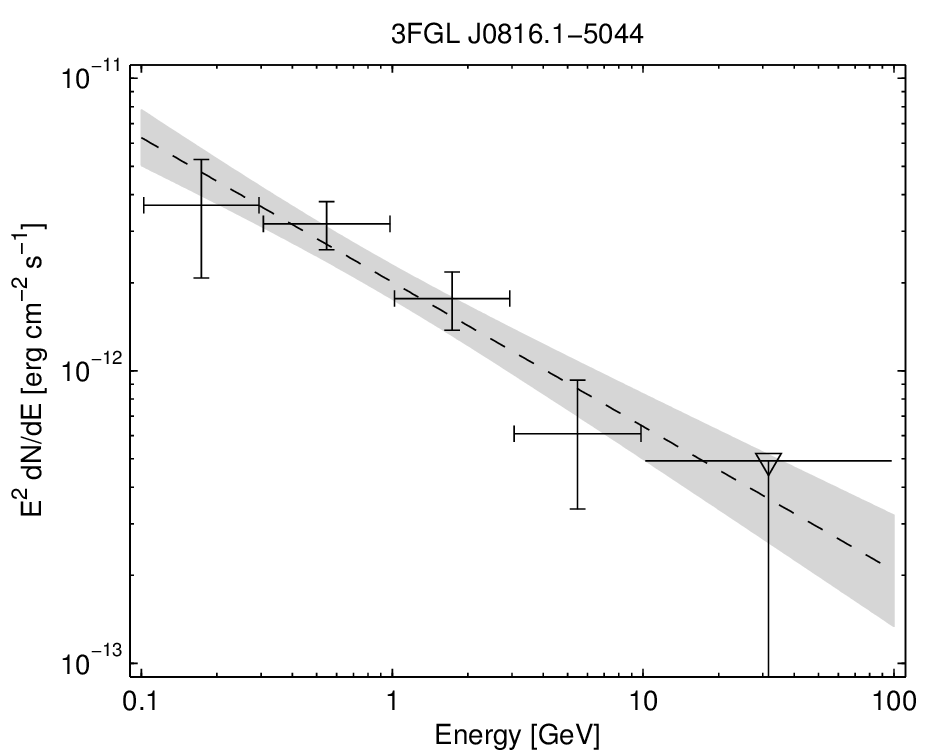 3FGL J0816.1−5044
10⁻¹¹
10⁻¹²
10⁻¹³
E² dN/dE [erg cm⁻² s⁻¹]
0.1 1 10 100
Energy [GeV]